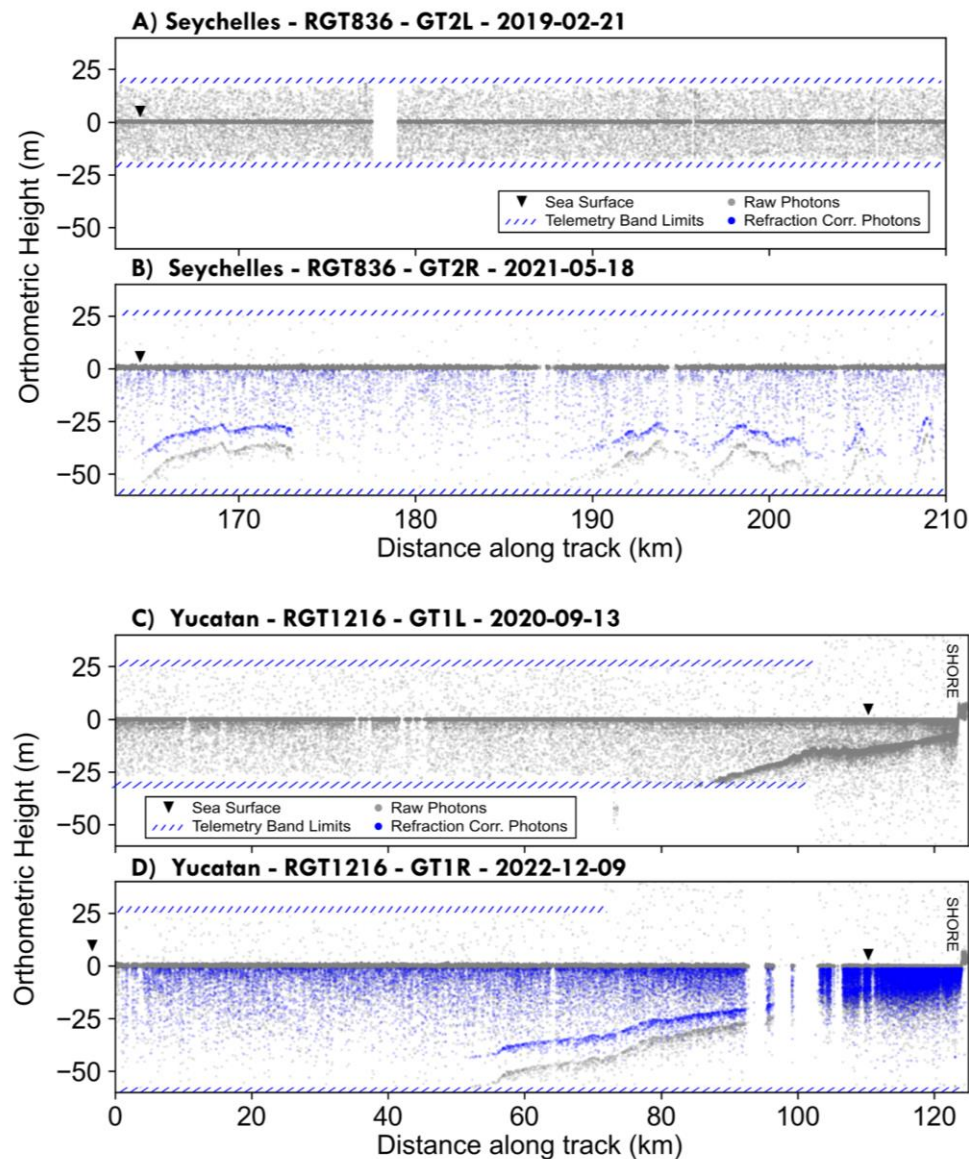 A) Seychelles - RGT836 - GT2L - 2019-02-21
25
0
−25
−50
Sea Surface
Raw Photons
Telemetry Band Limits
Refraction Corr. Photons
B) Seychelles - RGT836 - GT2R - 2021-05-18
25
0
−25
−50
170
180
190
200
210
Distance along track (km)
Orthometric Height (m)
C) Yucatan - RGT1216 - GT1L - 2020-09-13
25
0
−25
−50
SHORE
Sea Surface
Raw Photons
Telemetry Band Limits
Refraction Corr. Photons
D) Yucatan - RGT1216 - GT1R - 2022-12-09
25
0
−25
−50
SHORE
0
20
40
60
80
100
120
Distance along track (km)
Orthometric Height (m)